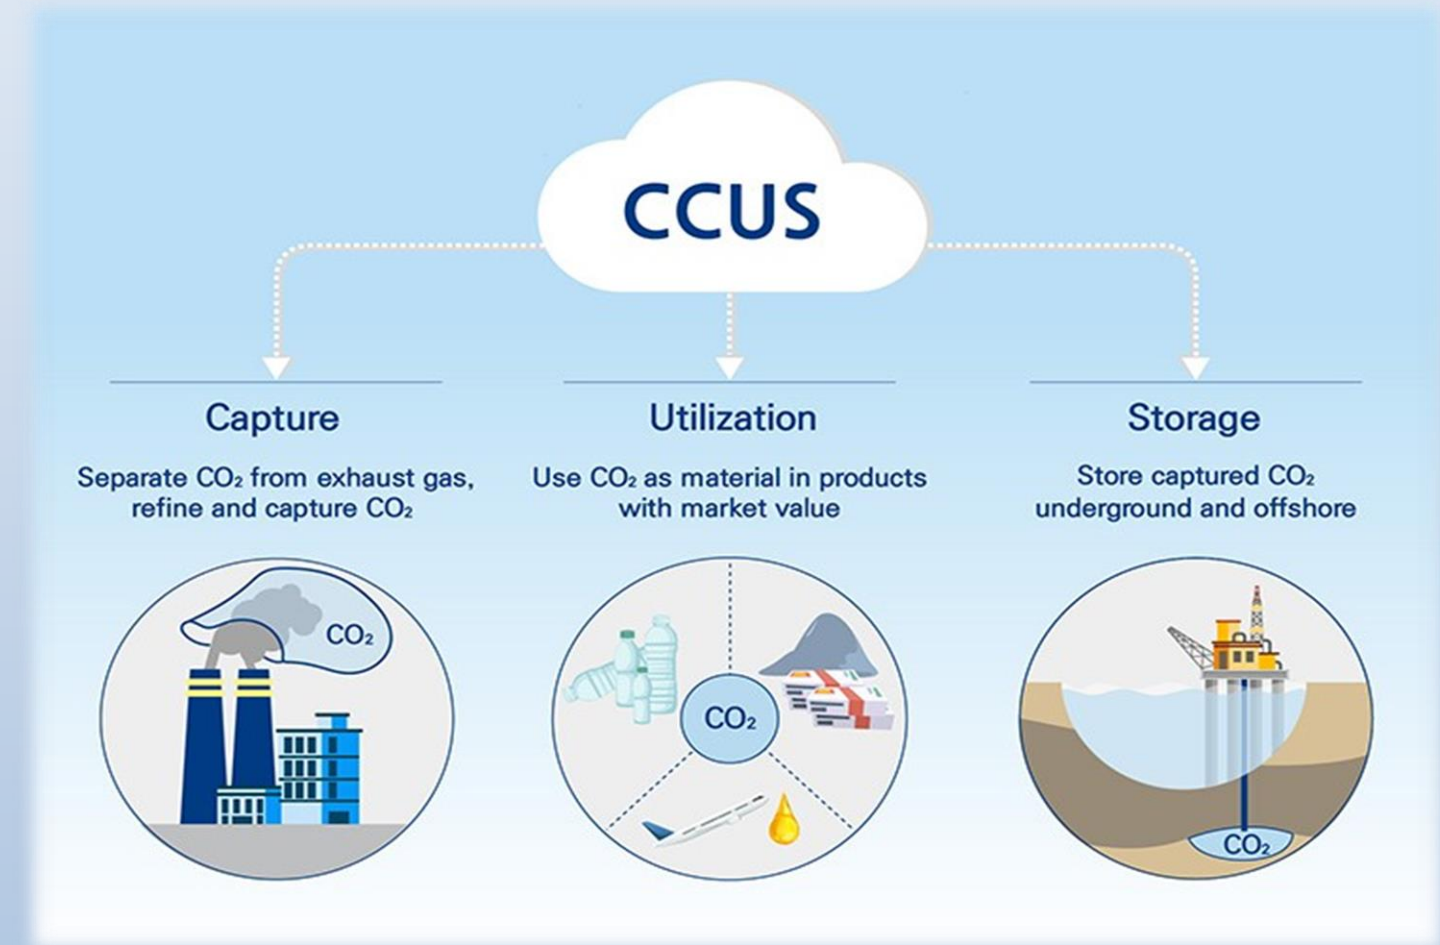 CCUS
Capture
Separate CO₂ from exhaust gas,
refine and capture CO₂
Utilization
Use CO₂ as material in products
with market value
Storage
Store captured CO₂
underground and offshore
CO₂
CO₂
CO₂